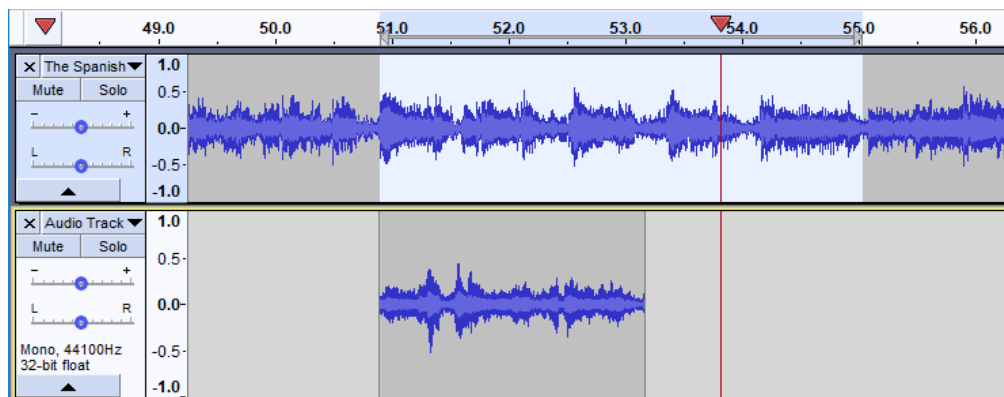 49.0 50.0 51.0 52.0 53.0 54.0 55.0 56.0
The Spanish
Mute Solo
- +
L R
1.0
0.5-
0.0-
-0.5-
-1.0
Audio Track
Mute Solo
- +
L R
Mono, 44100Hz
32-bit float
1.0
0.5-
0.0-
-0.5-
-1.0